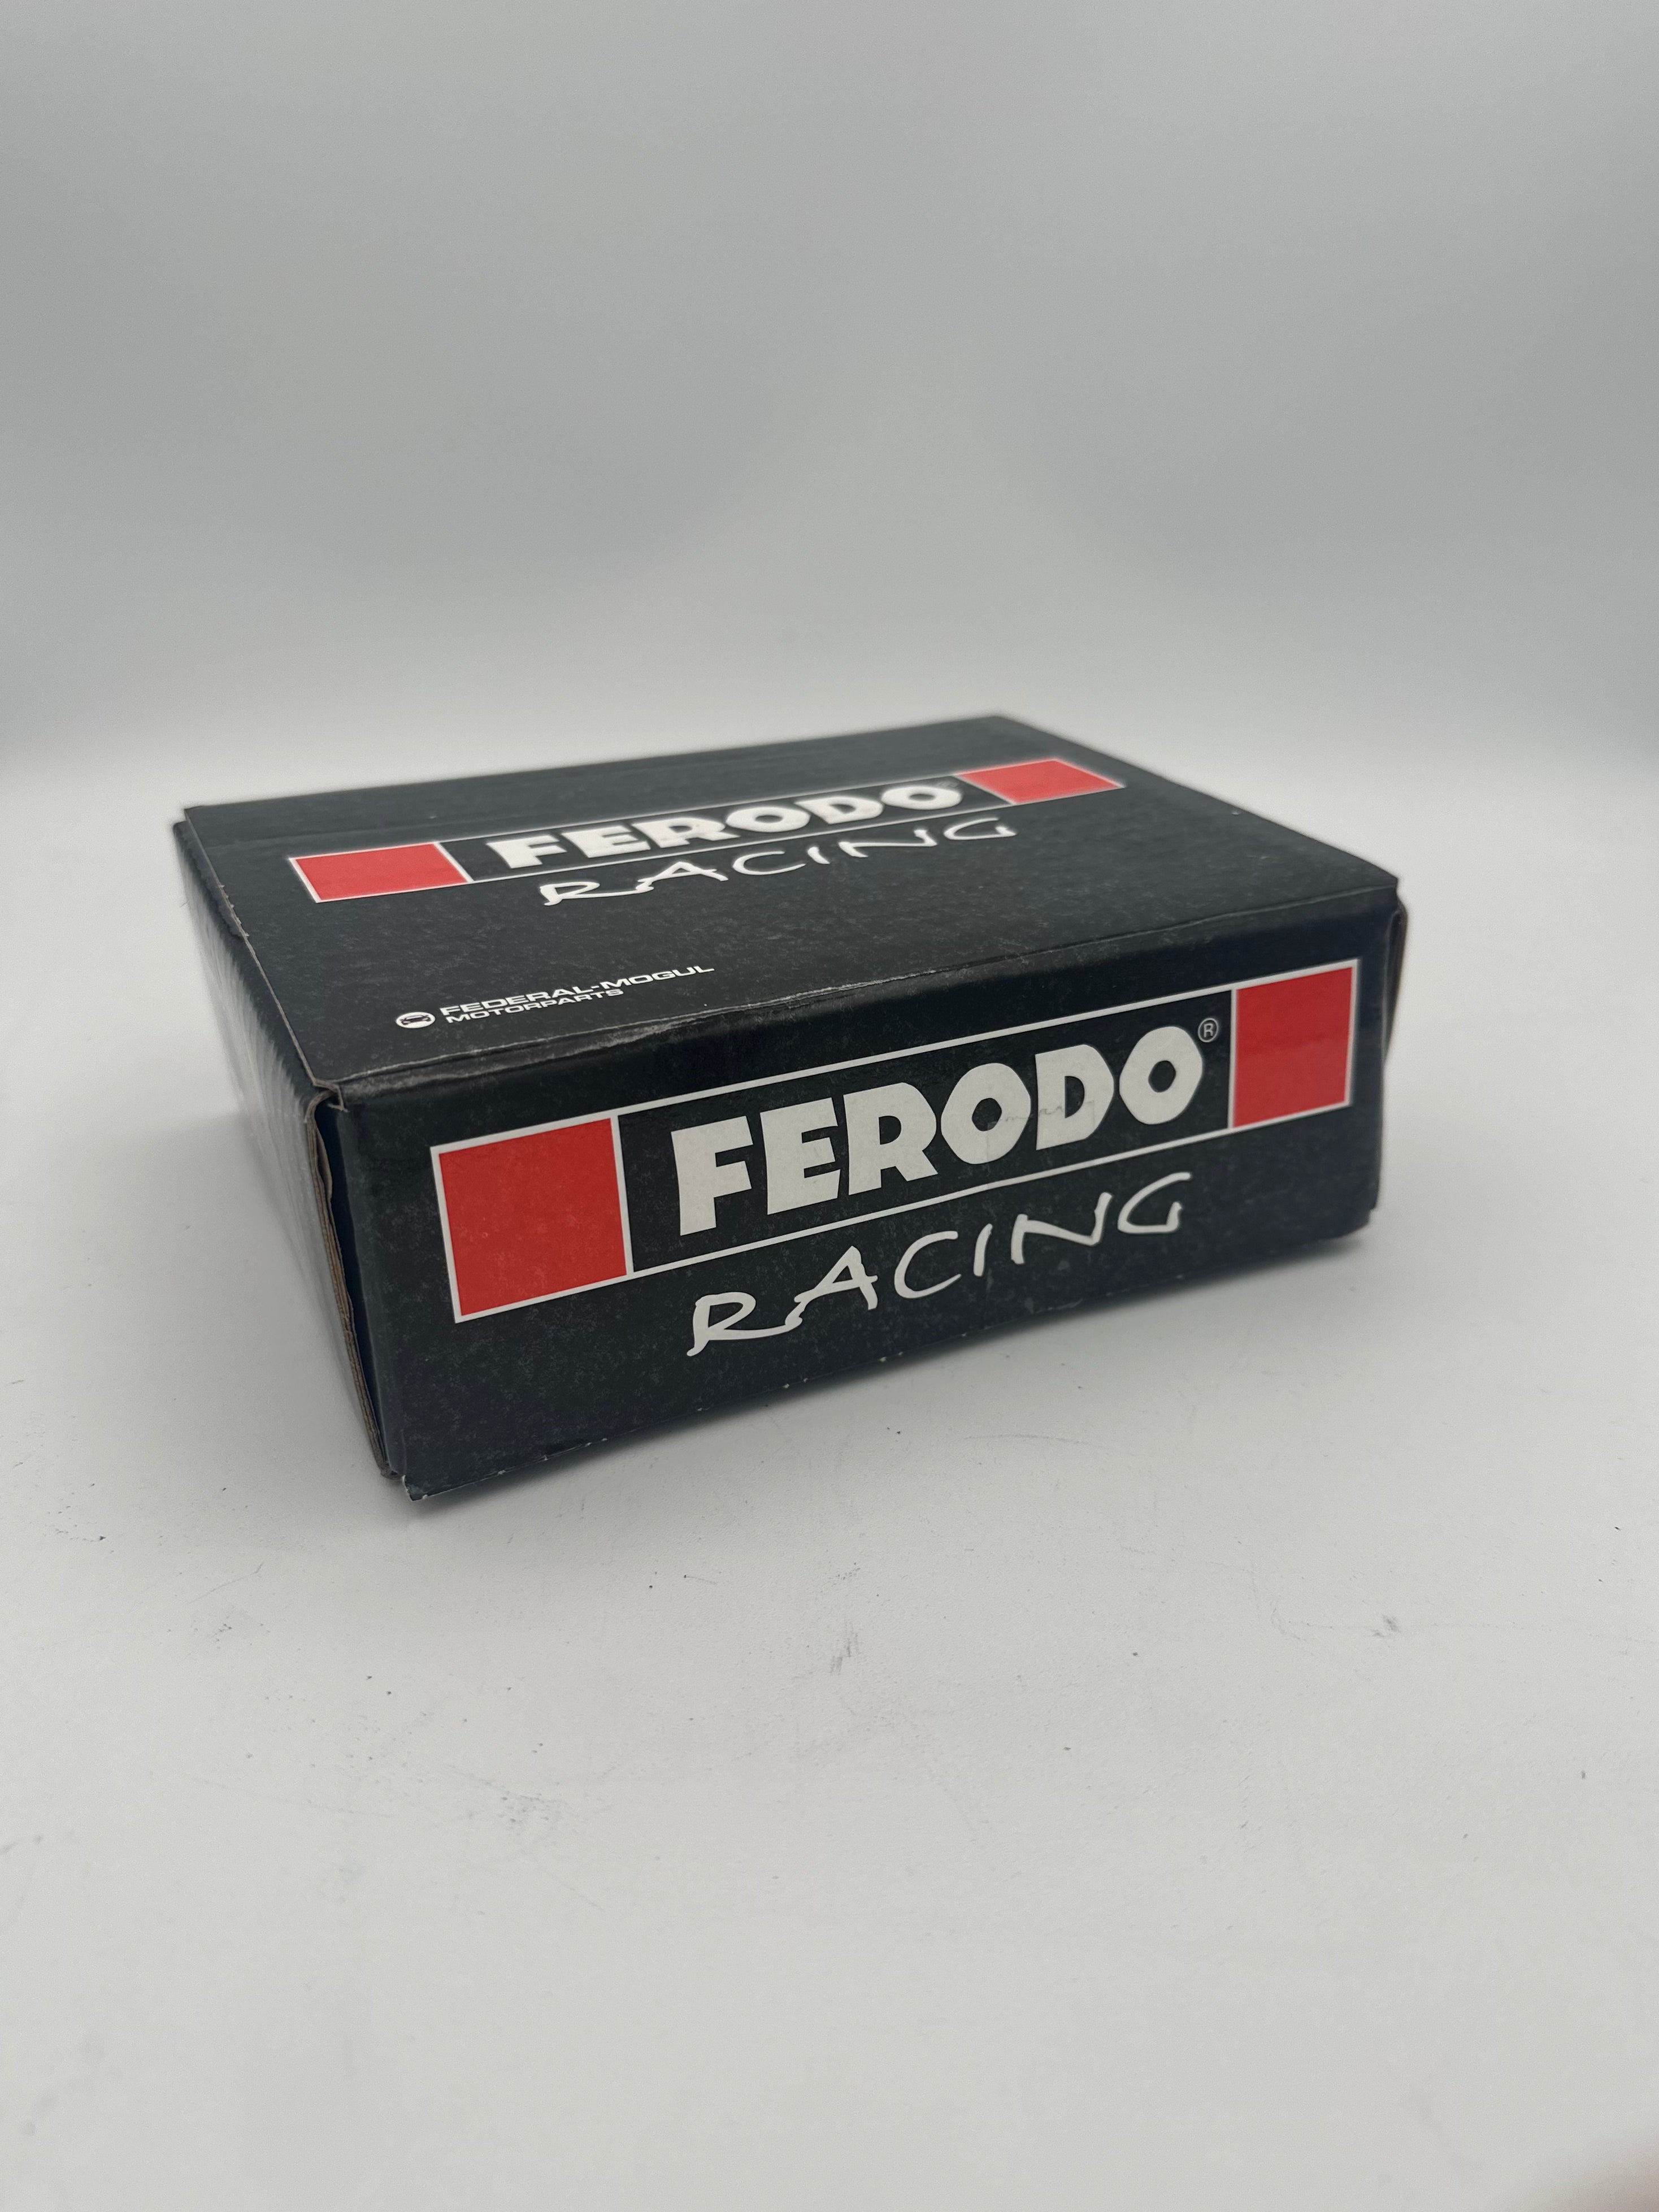 FERODO®
RACING
FEDERAL-MOGUL
MOTORPARTS
FERODO®
RACING